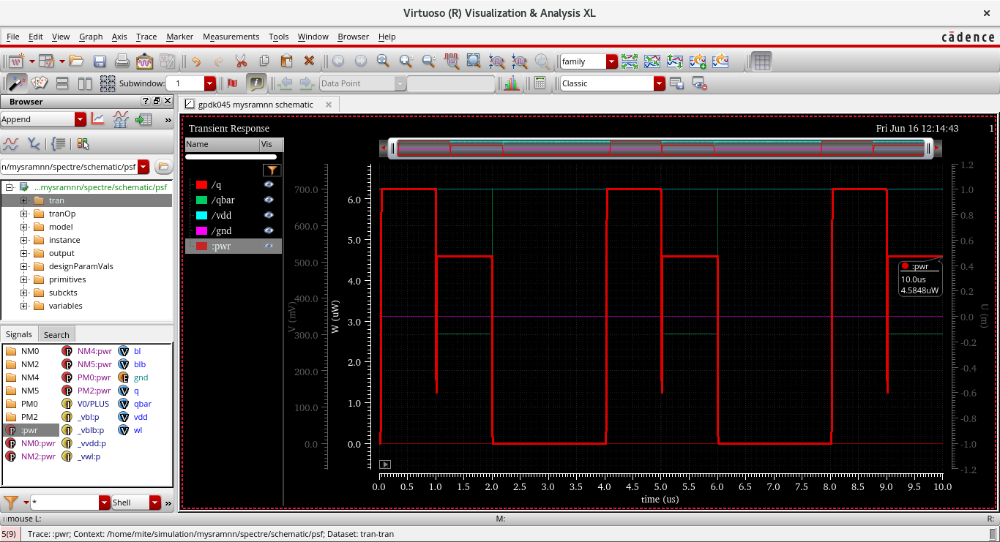 Virtuoso (R) Visualization & Analysis XL
File Edit View Graph Axis Trace Marker Measurements Tools Window Browser Help
cādence
family
Subwindow: 1
Data Point
Classic
Browser
gpdk045 mysramnn schematic
Append
»
n/mysramnn/spectre/schematic/psf
...mysramnn/spectre/schematic/psf
tran
tranOp
model
instance
output
designParamVals
primitives
subckts
variables
Signals Search
NM0 NM4:pwr bl
NM2 NM5:pwr blb
NM4 PM0:pwr gnd
NM5 PM2:pwr q
PM0 V0/PLUS qbar
PM2 _vbl:p vdd
:pwr _vblb:p wl
NM0:pwr _vvdd:p
NM2:pwr _vwl:p
* Shell »
Transient Response
Fri Jun 16 12:14:43 1
Name Vis
/q
/qbar
/vdd
/gnd
:pwr
V (mV)
700.0
600.0
500.0
400.0
300.0
200.0
100.0
0.0
W (uW)
6.0
5.0
4.0
3.0
2.0
1.0
0.0
1.2
1.0
0.8
0.6
0.4
0.2
0.0
-0.2
-0.4
-0.6
-0.8
-1.0
-1.2
U (m)
:pwr
10.0us
4.5848uW
0.0 0.5 1.0 1.5 2.0 2.5 3.0 3.5 4.0 4.5 5.0 5.5 6.0 6.5 7.0 7.5 8.0 8.5 9.0 9.5 10.0
time (us)
mouse L: M: R:
5(9) Trace: :pwr; Context: /home/mite/simulation/mysramnn/spectre/schematic/psf; Dataset: tran-tran